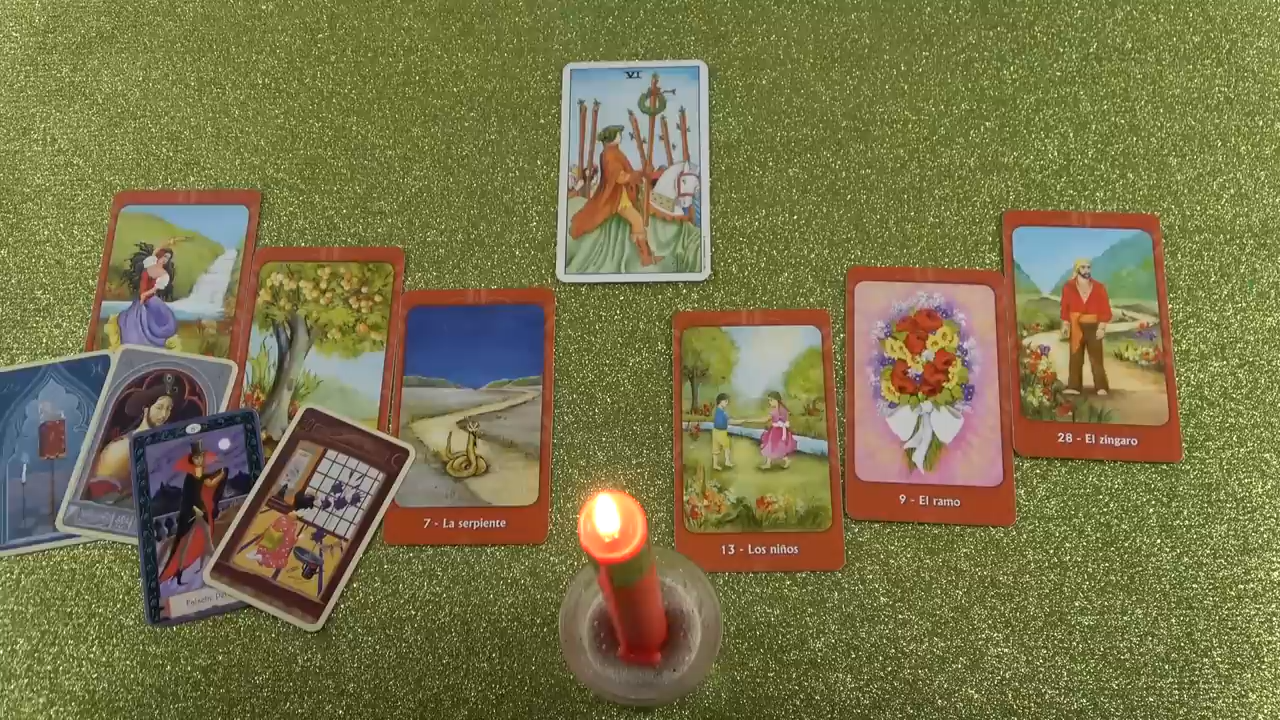 VI
28 - El zíngaro
9 - El ramo
7 - La serpiente
13 - Los niños